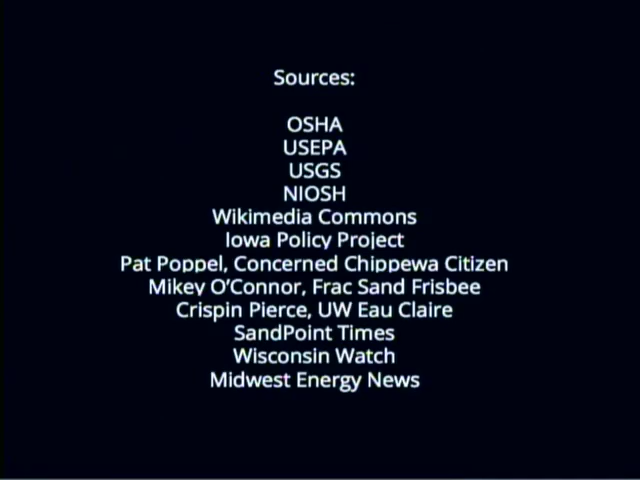 Sources:
OSHA
USEPA
USGS
NIOSH
Wikimedia Commons
Iowa Policy Project
Pat Poppel, Concerned Chippewa Citizen
Mikey O'Connor, Frac Sand Frisbee
Crispin Pierce, UW Eau Claire
SandPoint Times
Wisconsin Watch
Midwest Energy News